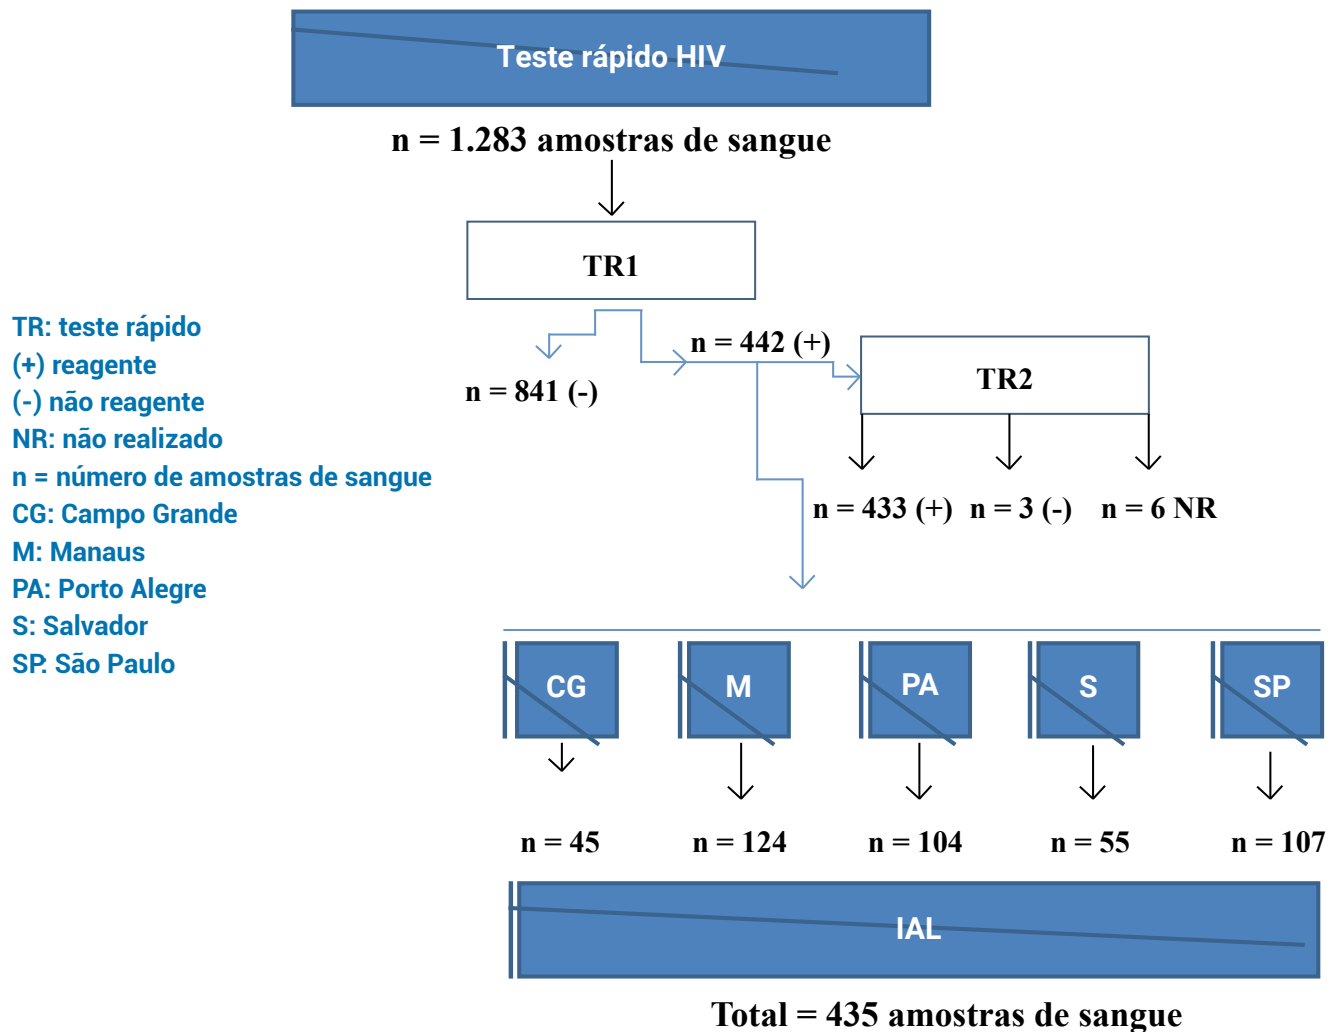 Teste rápido HIV
n = 1.283 amostras de sangue
TR1
n = 442 (+)
n = 841 (-)
TR2
n = 433 (+)
n = 3 (-)
n = 6 NR
TR: teste rápido
(+) reagente
(-) não reagente
NR: não realizado
n = número de amostras de sangue
CG: Campo Grande
M: Manaus
PA: Porto Alegre
S: Salvador
SP: São Paulo
CG
M
PA
S
SP
n = 45
n = 124
n = 104
n = 55
n = 107
IAL
Total = 435 amostras de sangue